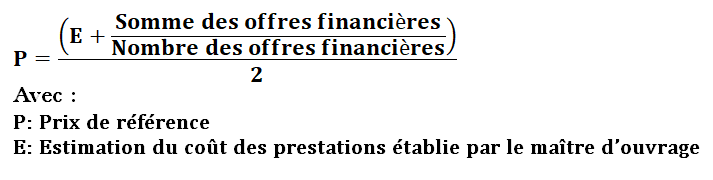 P = (E + Somme des offres financières / Nombre des offres financières) / 2
Avec :
P: Prix de référence
E: Estimation du coût des prestations établie par le maître d’ouvrage